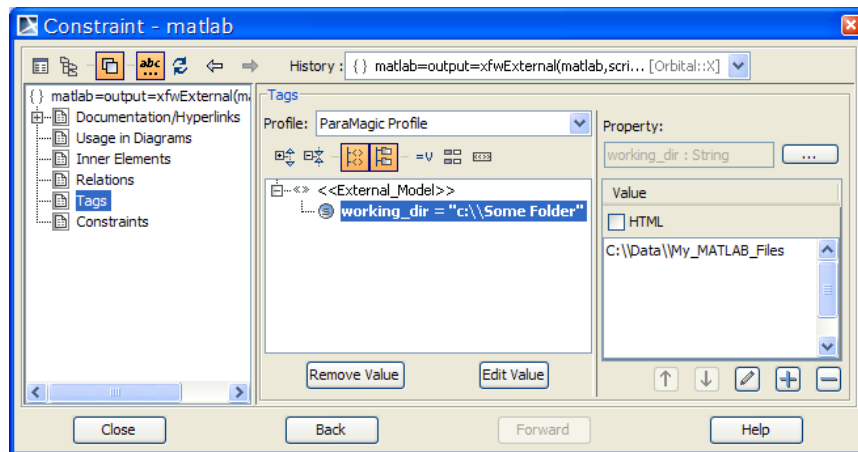 Constraint - matlab
abc
History : { } matlab=output=xfwExternal(matlab,scri... [Orbital::X]
{ } matlab=output=xfwExternal(m
Documentation/Hyperlinks
Usage in Diagrams
Inner Elements
Relations
Tags
Constraints
Tags
Profile: ParaMagic Profile
=V
<<External_Model>>
working_dir = "c:\\Some Folder"
Remove Value
Edit Value
Property:
working_dir : String
...
Value
HTML
C:\\Data\\My_MATLAB_Files
Close
Back
Forward
Help